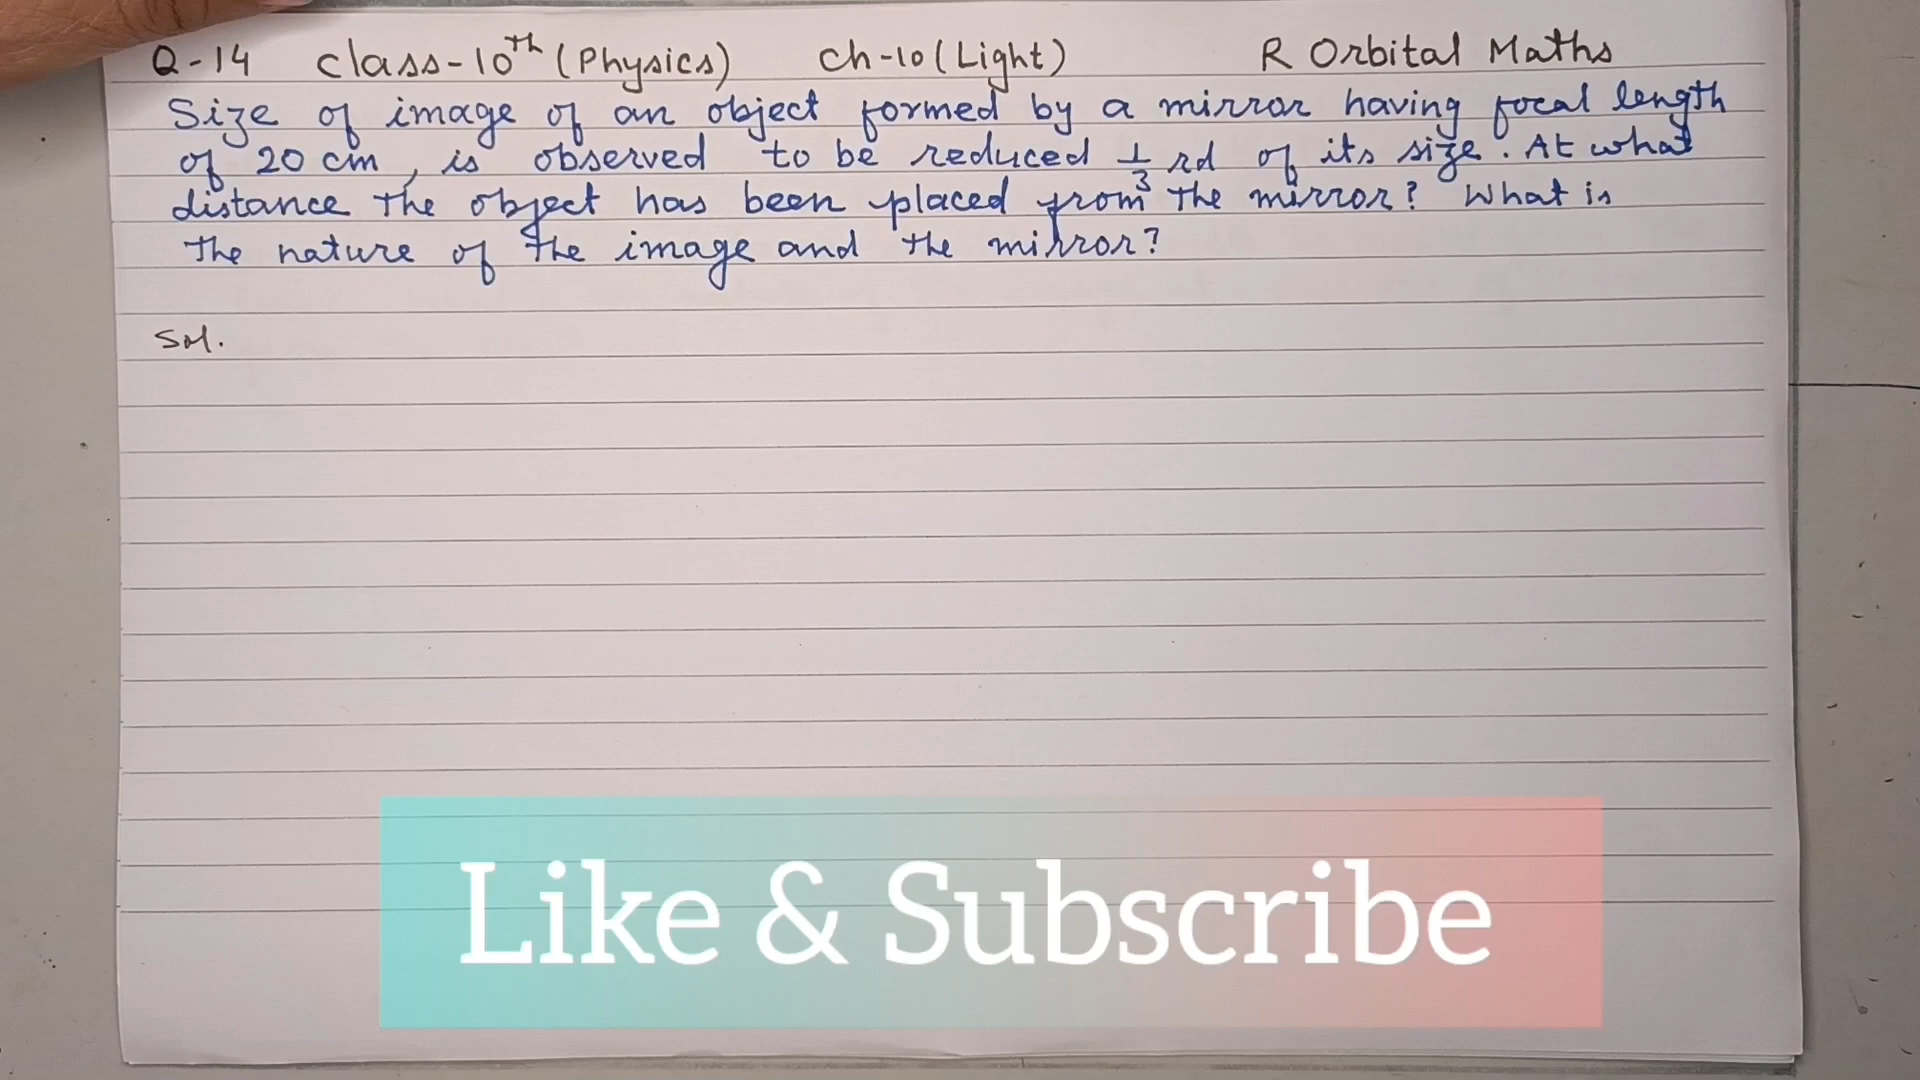 Q-14 Class-10th (Physics) Ch-10 (Light) R Orbital Maths
Size of image of an object formed by a mirror having focal length
of 20 cm, is observed to be reduced 1/3 rd of its size. At what
distance the object has been placed from the mirror? What is
the nature of the image and the mirror?
Sol.
Like & Subscribe